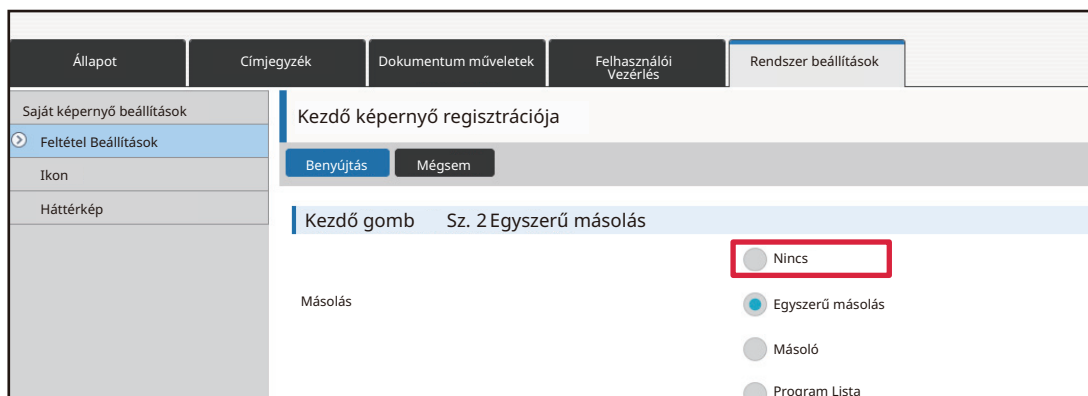 Állapot
Címjegyzék
Dokumentum műveletek
Felhasználói
Vezérlés
Rendszer beállítások
Saját képernyő beállítások
Feltétel Beállítások
Ikon
Háttérkép
Kezdő képernyő regisztrációja
Benyújtás
Mégsem
Kezdő gomb Sz. 2 Egyszerű másolás
Másolás
Nincs
Egyszerű másolás
Másoló
Program Lista